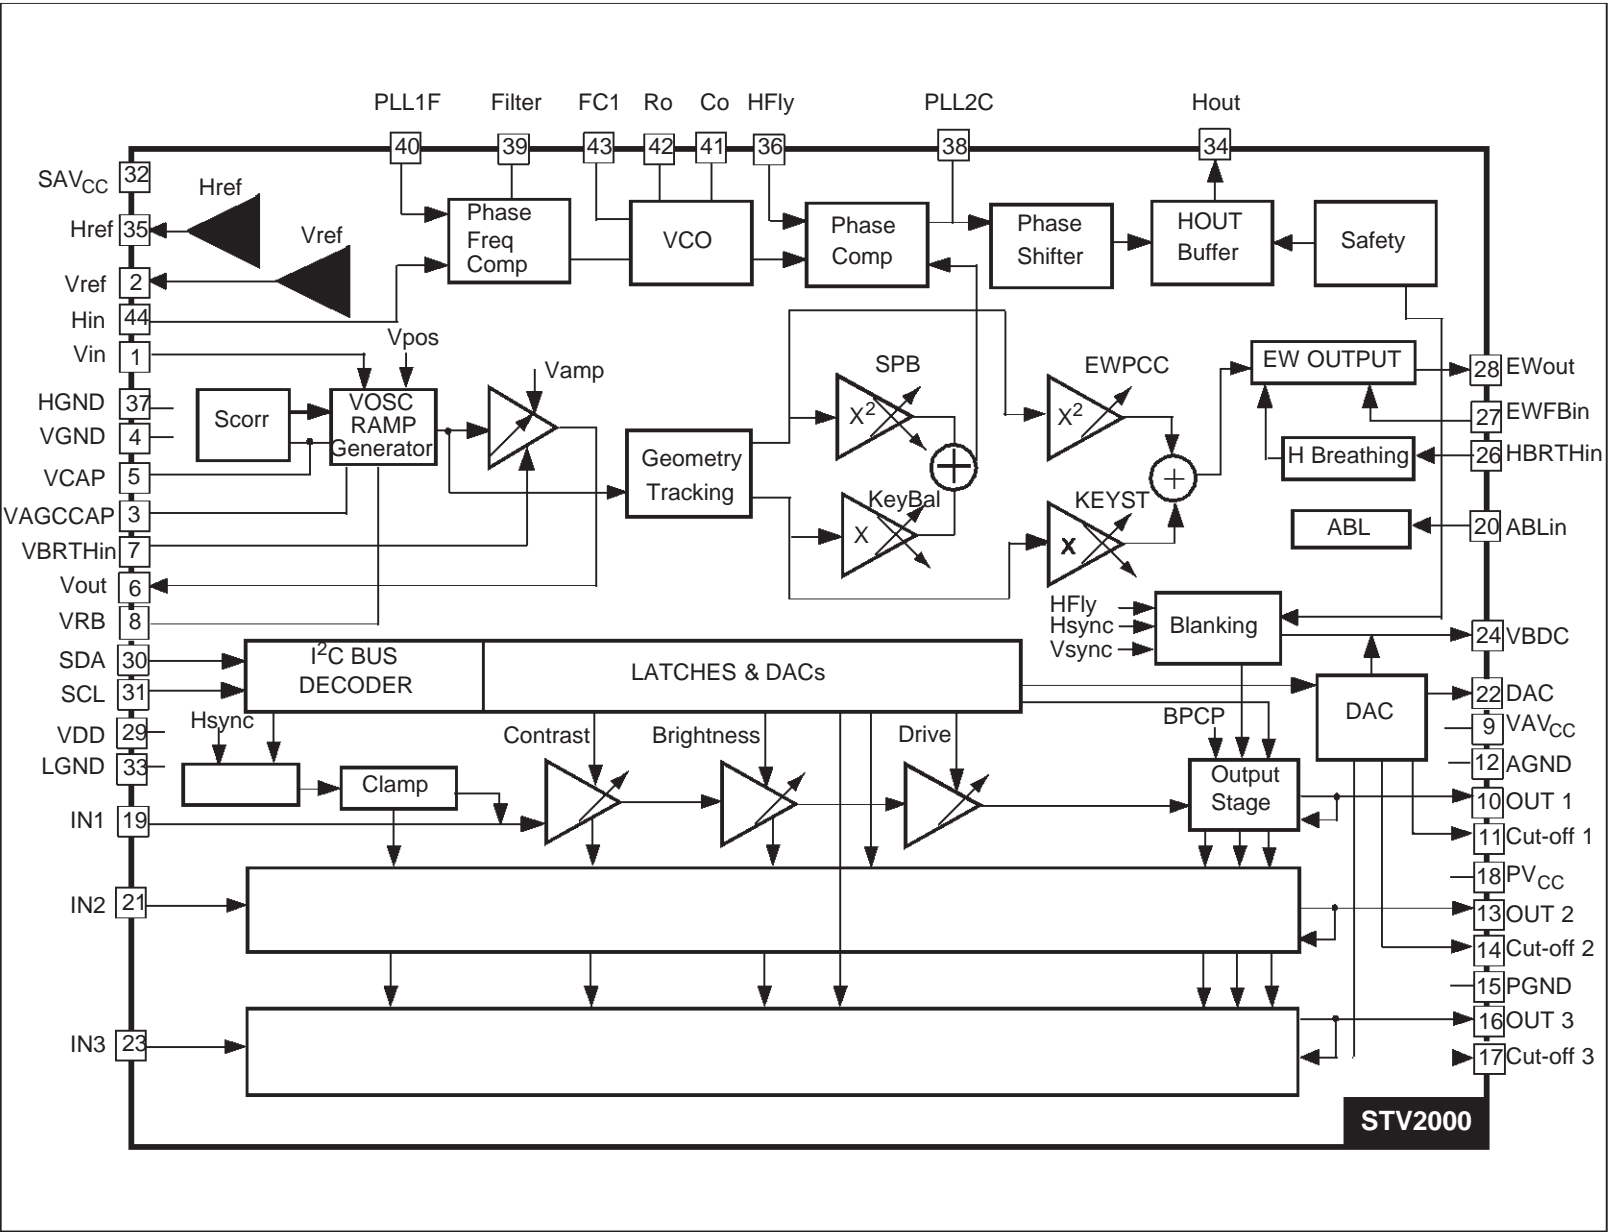 PLL1F Filter FC1 Ro Co HFly PLL2C Hout
40 39 43 42 41 36 38 34
SAVCC 32
Href
Href 35
Vref
Vref 2
Hin 44
Vin 1
HGND 37
VGND 4
VCAP 5
VAGCCAP 3
VBRTHin 7
Vout 6
VRB 8
SDA 30
SCL 31
VDD 29
LGND 33
IN1 19
IN2 21
IN3 23
Phase
Freq
Comp
VCO
Phase
Comp
Phase
Shifter
HOUT
Buffer
Safety
Vpos
Scorr
VOSC
RAMP
Generator
Vamp
Geometry
Tracking
SPB
X2
KeyBal
X
EWPCC
X2
KEYST
X
EW OUTPUT
H Breathing
ABL
28 EWout
27 EWFBin
26 HBRTHin
20 ABLin
HFly
Hsync
Vsync
Blanking
24 VBDC
I2C BUS
DECODER
LATCHES & DACs
DAC
22 DAC
9 VAVCC
12 AGND
10 OUT 1
11 Cut-off 1
18 PVCC
13 OUT 2
14 Cut-off 2
15 PGND
16 OUT 3
17 Cut-off 3
Hsync
Clamp
Contrast
Brightness
Drive
BPCP
Output
Stage
STV2000